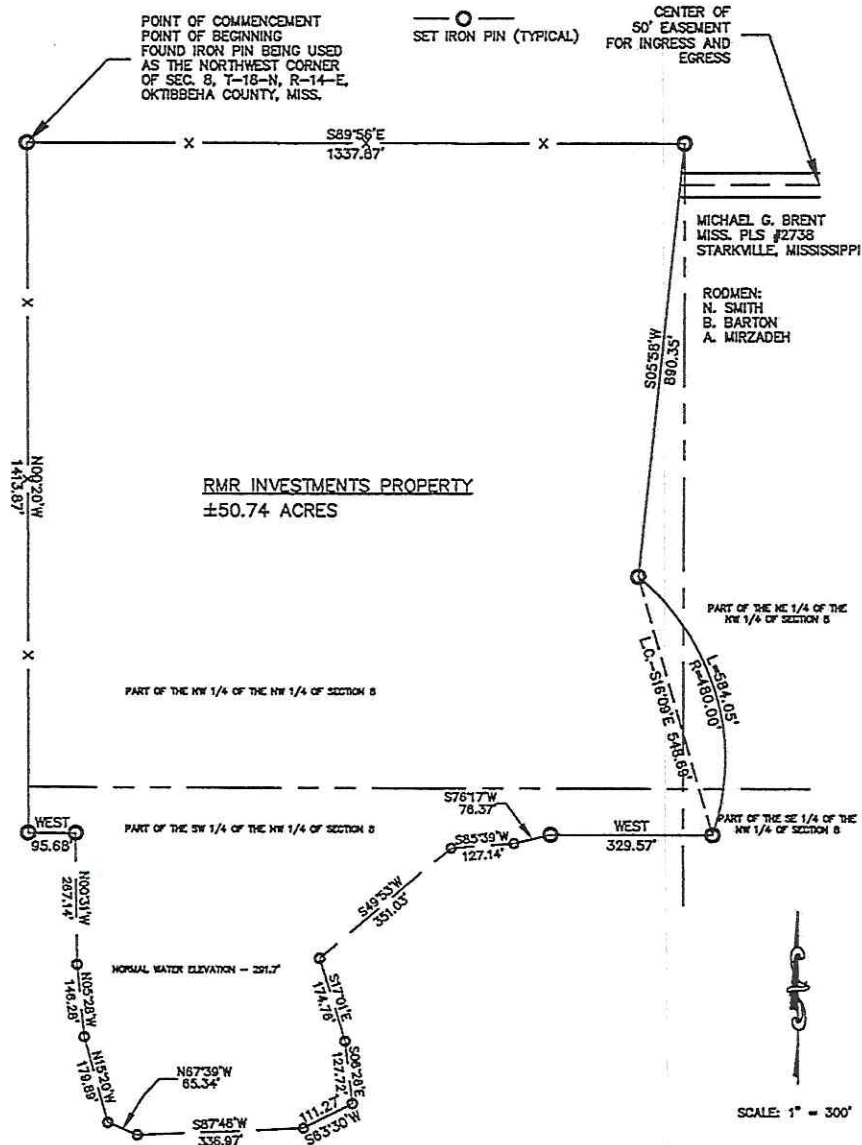 POINT OF COMMENCEMENT
POINT OF BEGINNING
FOUND IRON PIN BEING USED
AS THE NORTHWEST CORNER
OF SEC. 8, T-18-N, R-14-E,
OKTIBBEHA COUNTY, MISS.
SET IRON PIN (TYPICAL)
CENTER OF
50' EASEMENT
FOR INGRESS AND
EGRESS
S89°56'E
1337.87'
MICHAEL G. BRENT
MISS. PLS #2738
STARKVILLE, MISSISSIPPI
RODMEN:
N. SMITH
B. BARTON
A. MIRZADEH
S05°58'W
890.35'
N00°20'W
1413.87'
RMR INVESTMENTS PROPERTY
±50.74 ACRES
PART OF THE NE 1/4 OF THE
NW 1/4 OF SECTION 8
L=584.05'
R=480.00'
L.C.-S16°09'E 548.69'
PART OF THE NW 1/4 OF THE NW 1/4 OF SECTION 8
S76°17'W
76.37'
WEST
95.68'
PART OF THE SW 1/4 OF THE NW 1/4 OF SECTION 8
S85°39'W
127.14'
WEST
329.57'
PART OF THE SE 1/4 OF THE
NW 1/4 OF SECTION 8
N00°31'W
267.14'
S49°53'W
351.03'
NORMAL WATER ELEVATION - 291.7'
N05°28'W
146.28'
S17°01'E
174.76'
N15°20'W
179.89'
S06°28'E
127.72'
N67°39'W
65.34'
111.27'
S63°30'W
S87°46'W
336.97'
SCALE: 1" = 300'